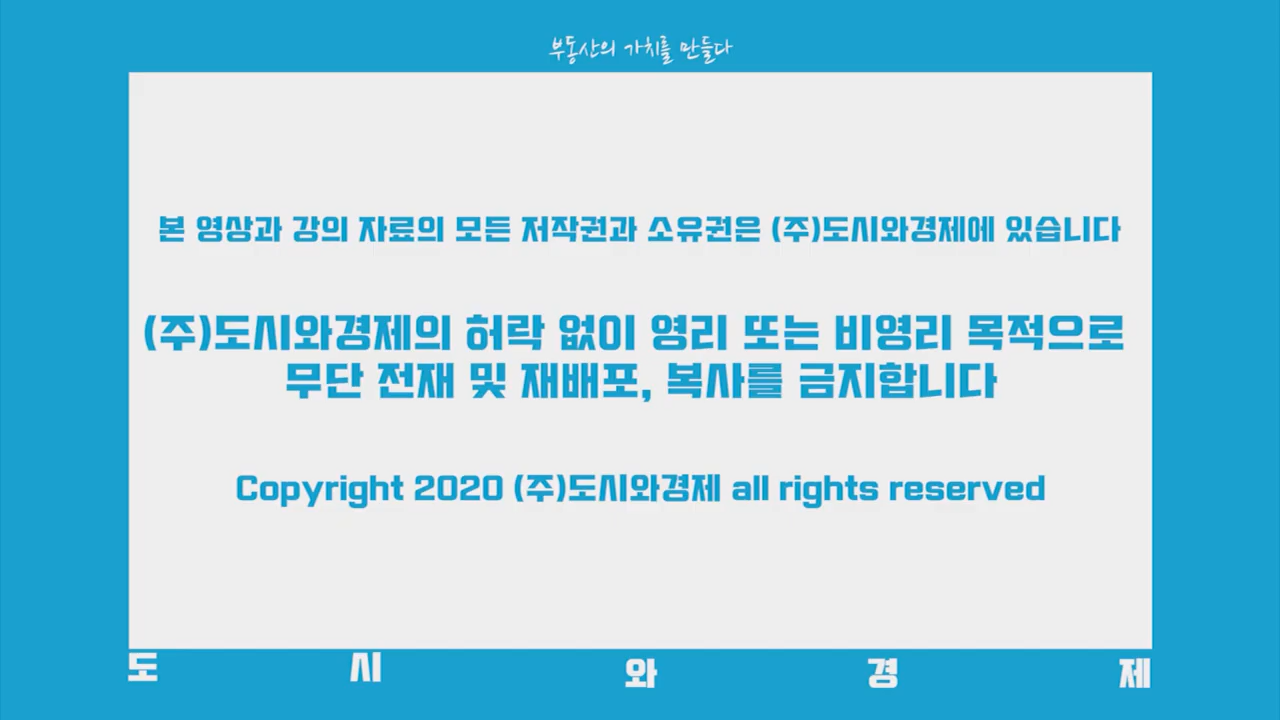 부동산의 가치를 만들다
본 영상과 강의 자료의 모든 저작권과 소유권은 (주)도시와경제에 있습니다
(주)도시와경제의 허락 없이 영리 또는 비영리 목적으로
무단 전재 및 재배포, 복사를 금지합니다
Copyright 2020 (주)도시와경제 all rights reserved
도 시 와 경 제